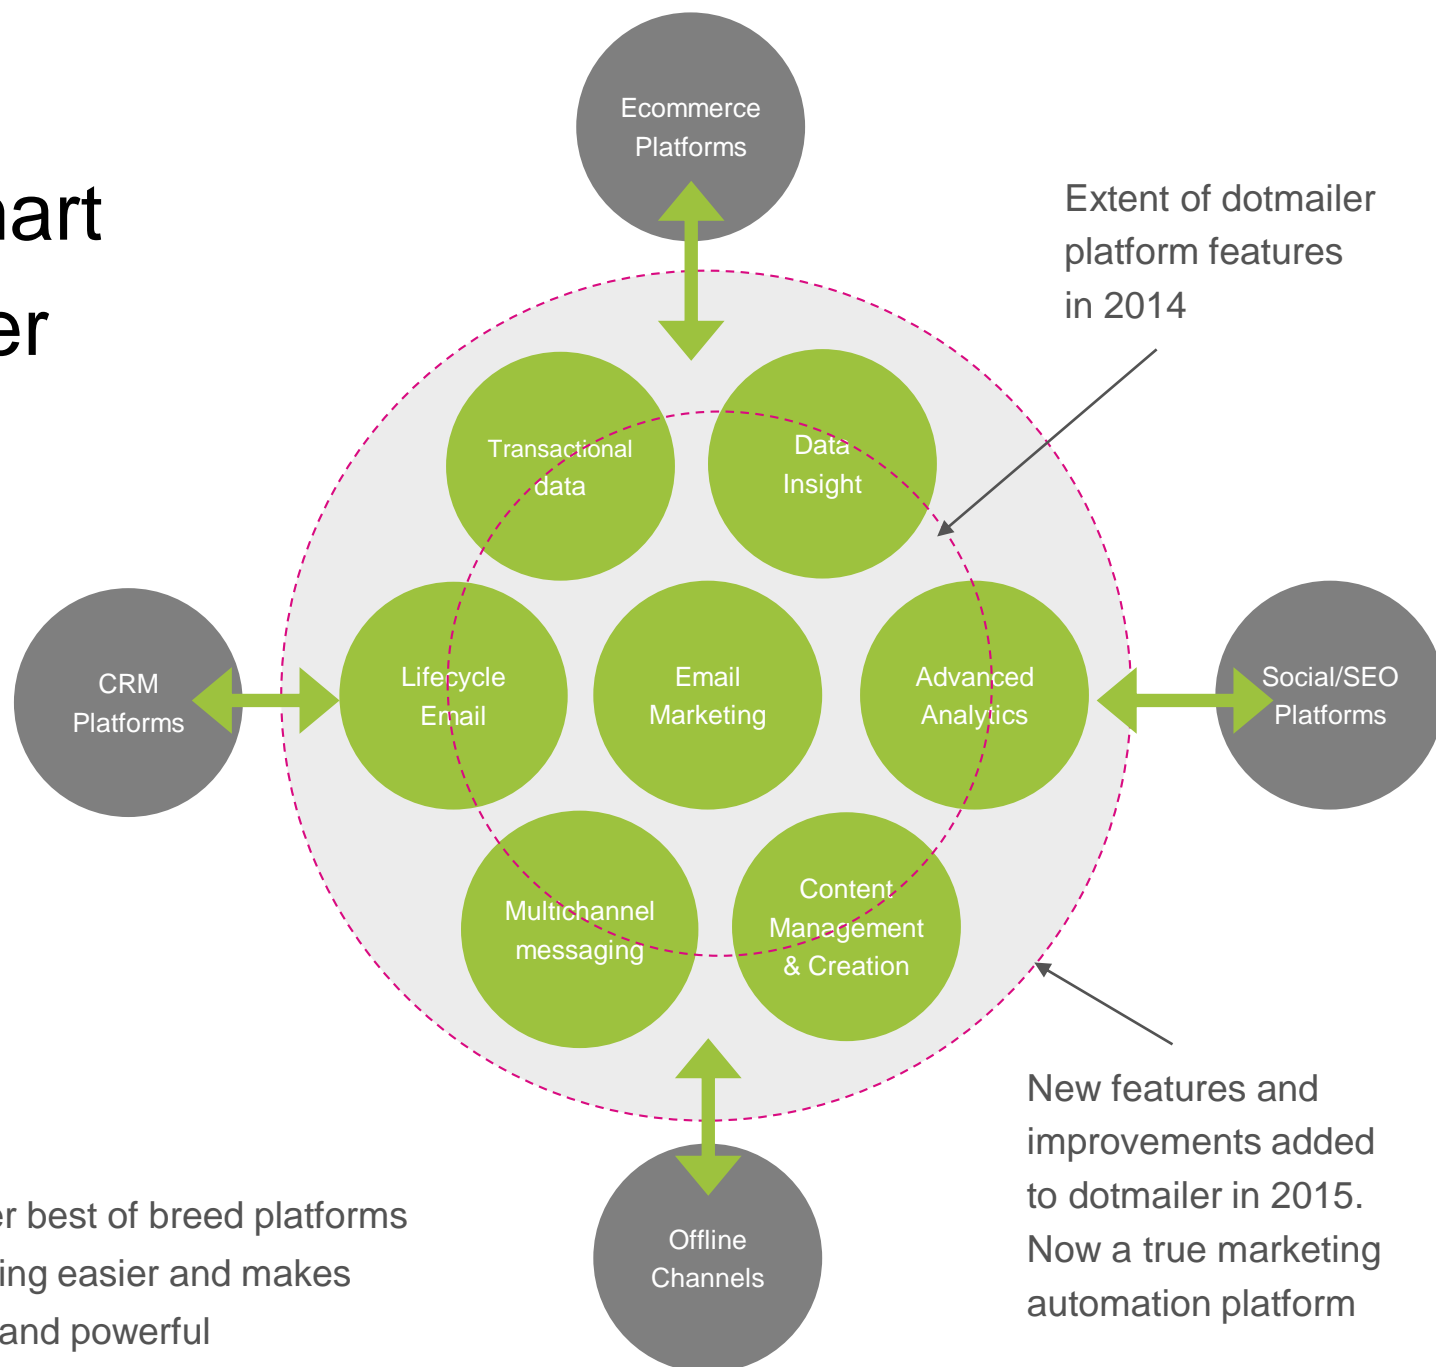 Ecommerce
Platforms
hart
er
Extent of dotmailer
platform features
in 2014
Transactional
data
Data
Insight
CRM
Platforms
Lifecycle
Email
Email
Marketing
Advanced
Analytics
Social/SEO
Platforms
Multichannel
messaging
Content
Management
& Creation
New features and
improvements added
to dotmailer in 2015.
Now a true marketing
automation platform
Offline
Channels
er best of breed platforms
ing easier and makes
and powerful